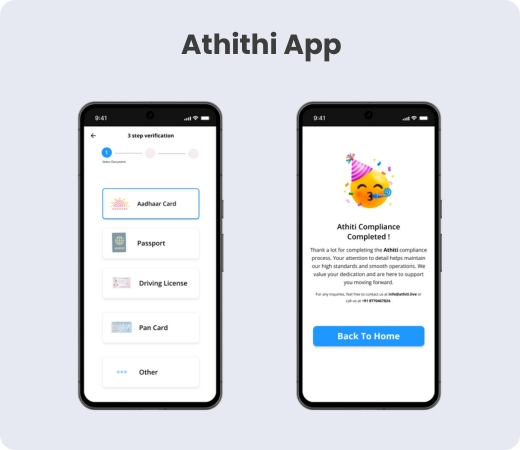 Athithi App
9:41
3 step verification
1
Select Document
Aadhaar Card
Passport
Driving License
Pan Card
Other
9:41
Athiti Compliance
Completed !
Thank a lot for completing the Athiti compliance
process. Your attention to detail helps maintain
our high standards and smooth operations. We
value your dedication and are here to support
you moving forward.
For any inquiries, feel free to contact us at info@athiti.live or
call us at +91 8770467824.
Back To Home